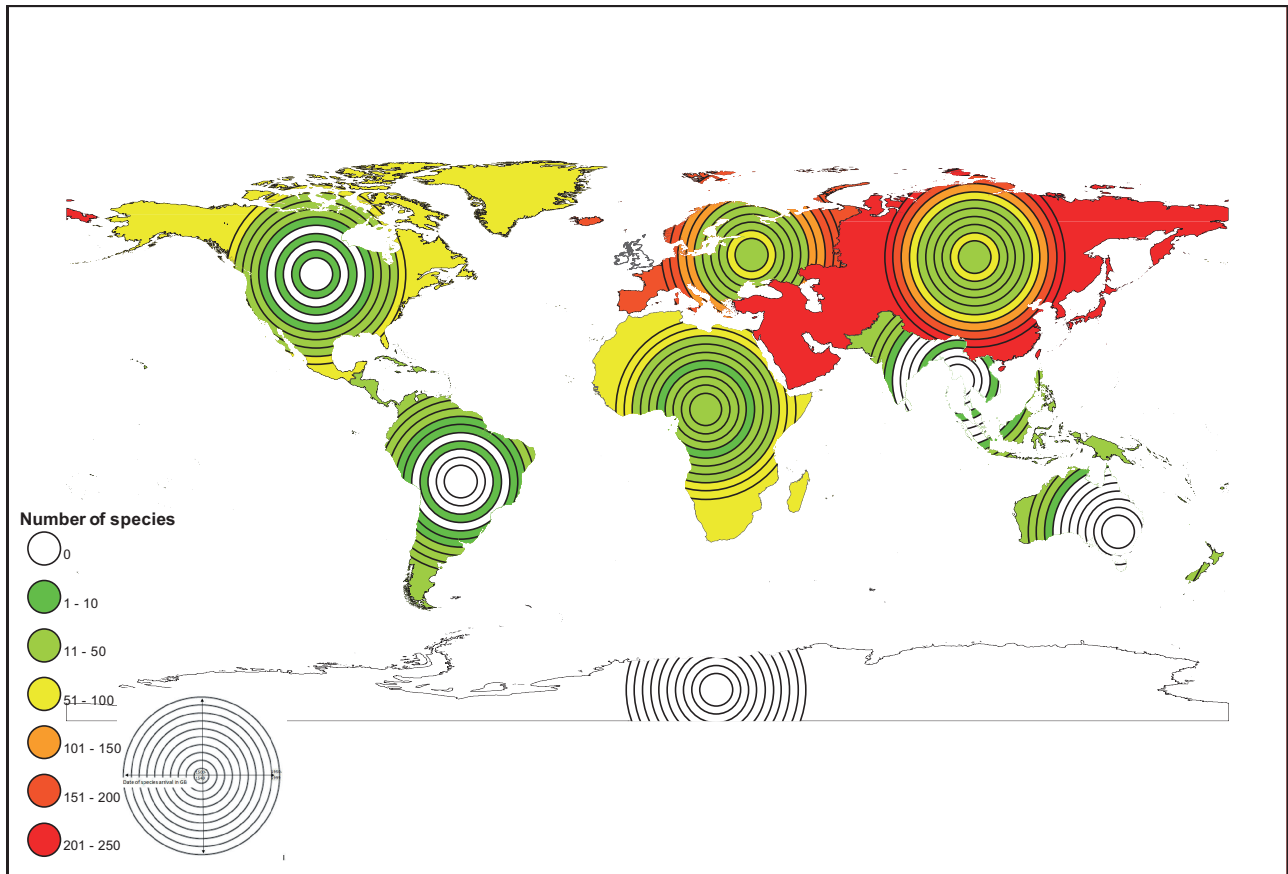 Number of species
0
1 - 10
11 - 50
51 - 100
101 - 150
151 - 200
201 - 250
Date of species arrival in GB